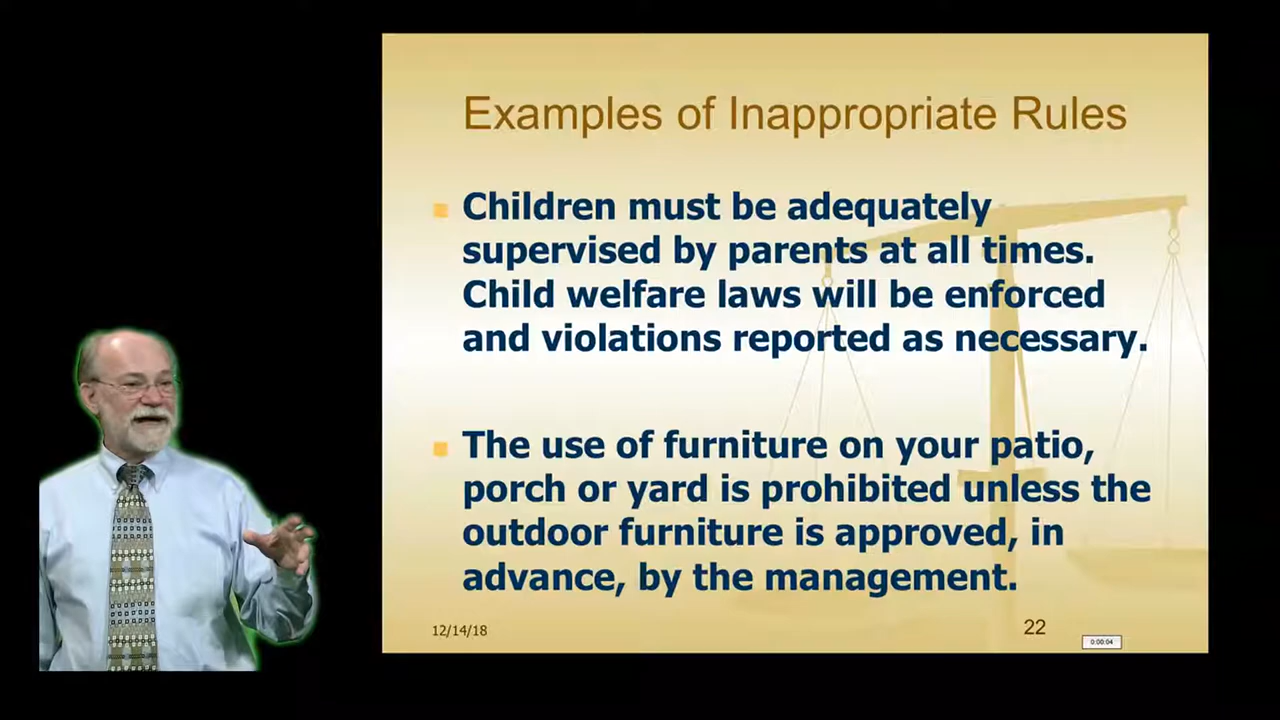 Examples of Inappropriate Rules
Children must be adequately
supervised by parents at all times.
Child welfare laws will be enforced
and violations reported as necessary.
The use of furniture on your patio,
porch or yard is prohibited unless the
outdoor furniture is approved, in
advance, by the management.
12/14/18
22
0:00:04